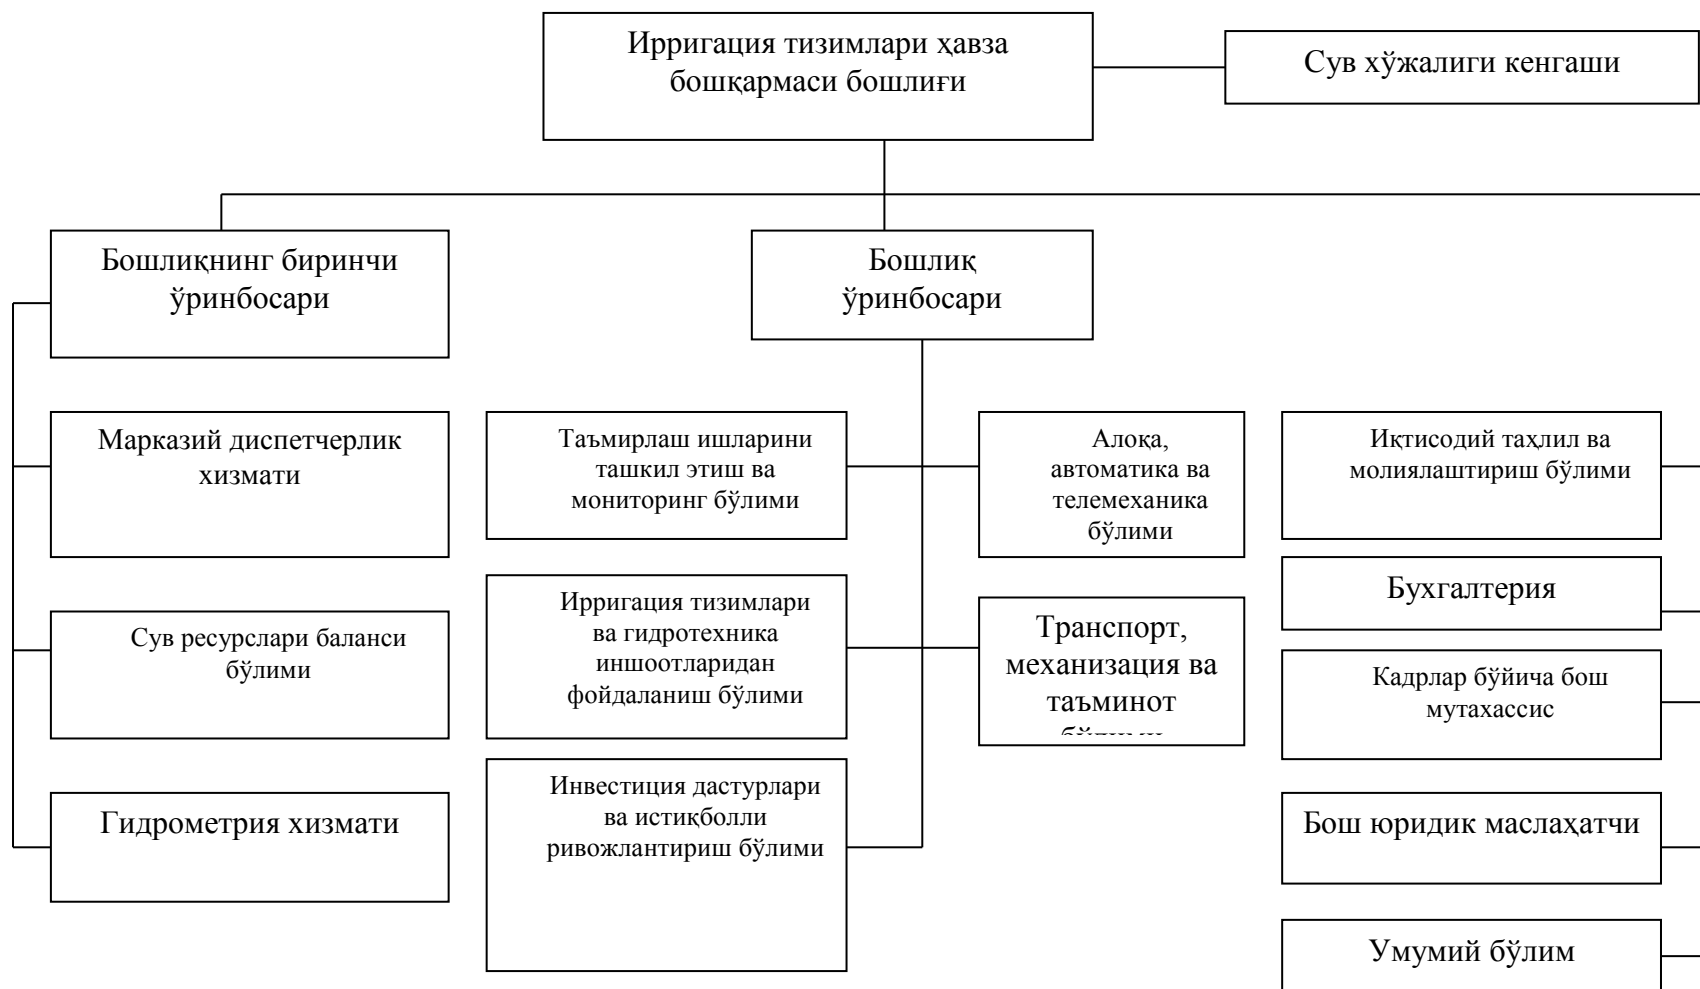 Ирригация тизимлари ҳавза
бошқармаси бошлиғи
Сув хўжалиги кенгаши
Бошлиқнинг биринчи
ўринбосари
Бошлиқ
ўринбосари
Марказий диспетчерлик
хизмати
Таъмирлаш ишларини
ташкил этиш ва
мониторинг бўлими
Алоқа,
автоматика ва
телемеханика
бўлими
Иқтисодий таҳлил ва
молиялаштириш бўлими
Сув ресурслари баланси
бўлими
Ирригация тизимлари
ва гидротехника
иншоотларидан
фойдаланиш бўлими
Транспорт,
механизация ва
таъминот
Бухгалтерия
Кадрлар бўйича бош
мутахассис
Гидрометрия хизмати
Инвестиция дастурлари
ва истиқболли
ривожлантириш бўлими
Бош юридик маслаҳатчи
Умумий бўлим